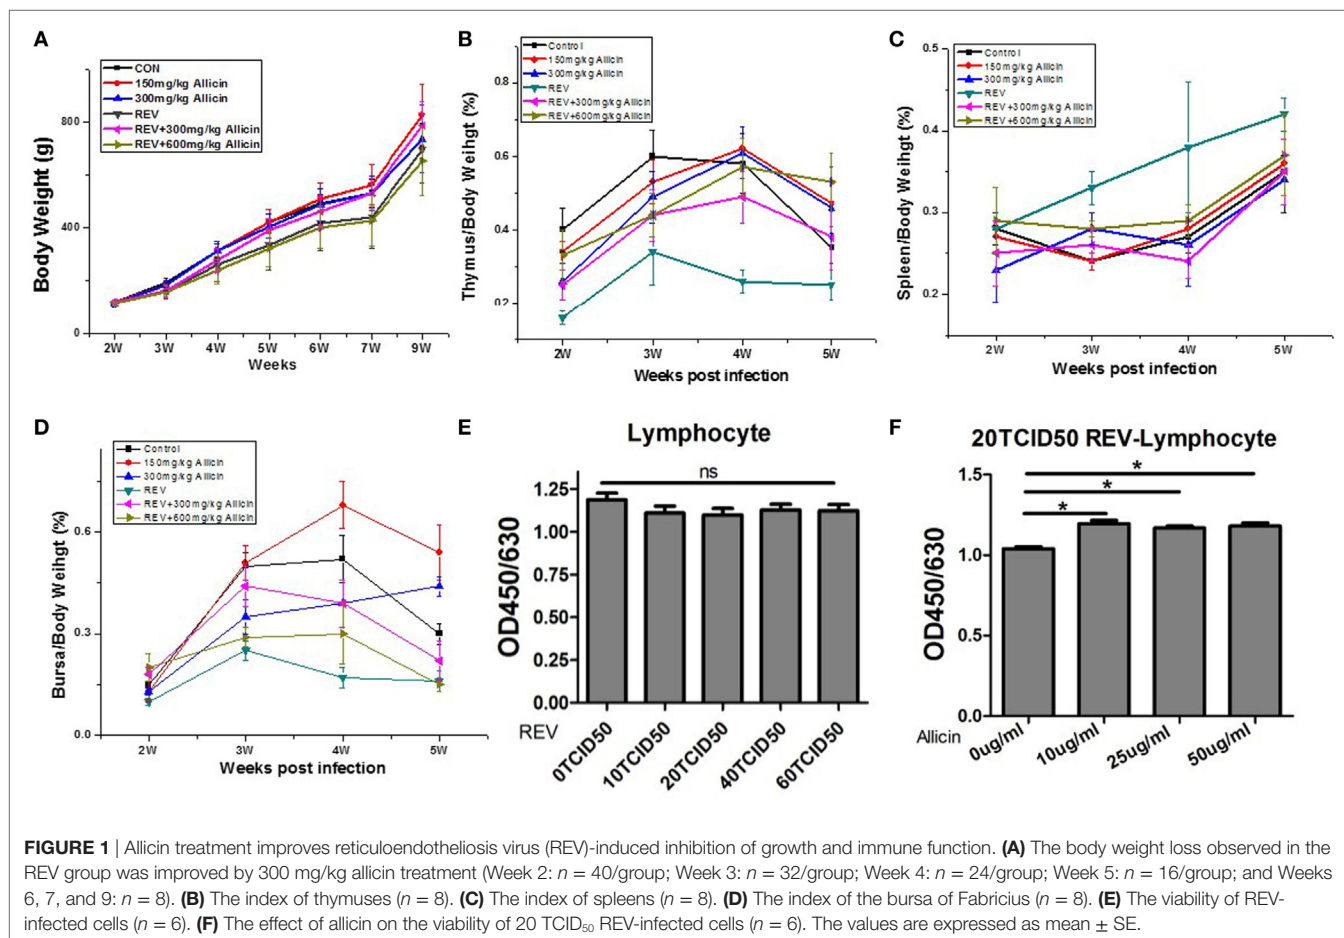 A
CON
150mg/kg Allicin
300mg/kg Allicin
REV
REV+300mg/kg Allicin
REV+600mg/kg Allicin
Body Weight (g)
800
400
0
2W 3W 4W 5W 6W 7W 9W
Weeks
B
Control
150mg/kg Allicin
300mg/kg Allicin
REV
REV+300mg/kg Allicin
REV+600mg/kg Allicin
Thymus/Body Weihgt (%)
0.8
0.6
0.4
0.2
2W 3W 4W 5W
Weeks post infection
C
Control
150mg/kg Allicin
300mg/kg Allicin
REV
REV+300mg/kg Allicin
REV+600mg/kg Allicin
Spleen/Body Weihgt (%)
0.5
0.4
0.3
0.2
2W 3W 4W 5W
Weeks post infection
D
Control
150mg/kg Allicin
300mg/kg Allicin
REV
REV+300mg/kg Allicin
REV+600mg/kg Allicin
Bursa/Body Weihgt (%)
0.6
0.3
0.0
2W 3W 4W 5W
Weeks post infection
E
Lymphocyte
ns
OD450/630
1.25
1.00
0.75
0.50
0.25
0.00
REV
0TCID50 10TCID50 20TCID50 40TCID50 60TCID50
F
20TCID50 REV-Lymphocyte
*
*
*
OD450/630
1.5
1.0
0.5
0.0
Allicin
0ug/ml 10ug/ml 25ug/ml 50ug/ml
FIGURE 1 | Allicin treatment improves reticuloendotheliosis virus (REV)-induced inhibition of growth and immune function. (A) The body weight loss observed in the
REV group was improved by 300 mg/kg allicin treatment (Week 2: n = 40/group; Week 3: n = 32/group; Week 4: n = 24/group; Week 5: n = 16/group; and Weeks
6, 7, and 9: n = 8). (B) The index of thymuses (n = 8). (C) The index of spleens (n = 8). (D) The index of the bursa of Fabricius (n = 8). (E) The viability of REV-
infected cells (n = 6). (F) The effect of allicin on the viability of 20 TCID50 REV-infected cells (n = 6). The values are expressed as mean ± SE.